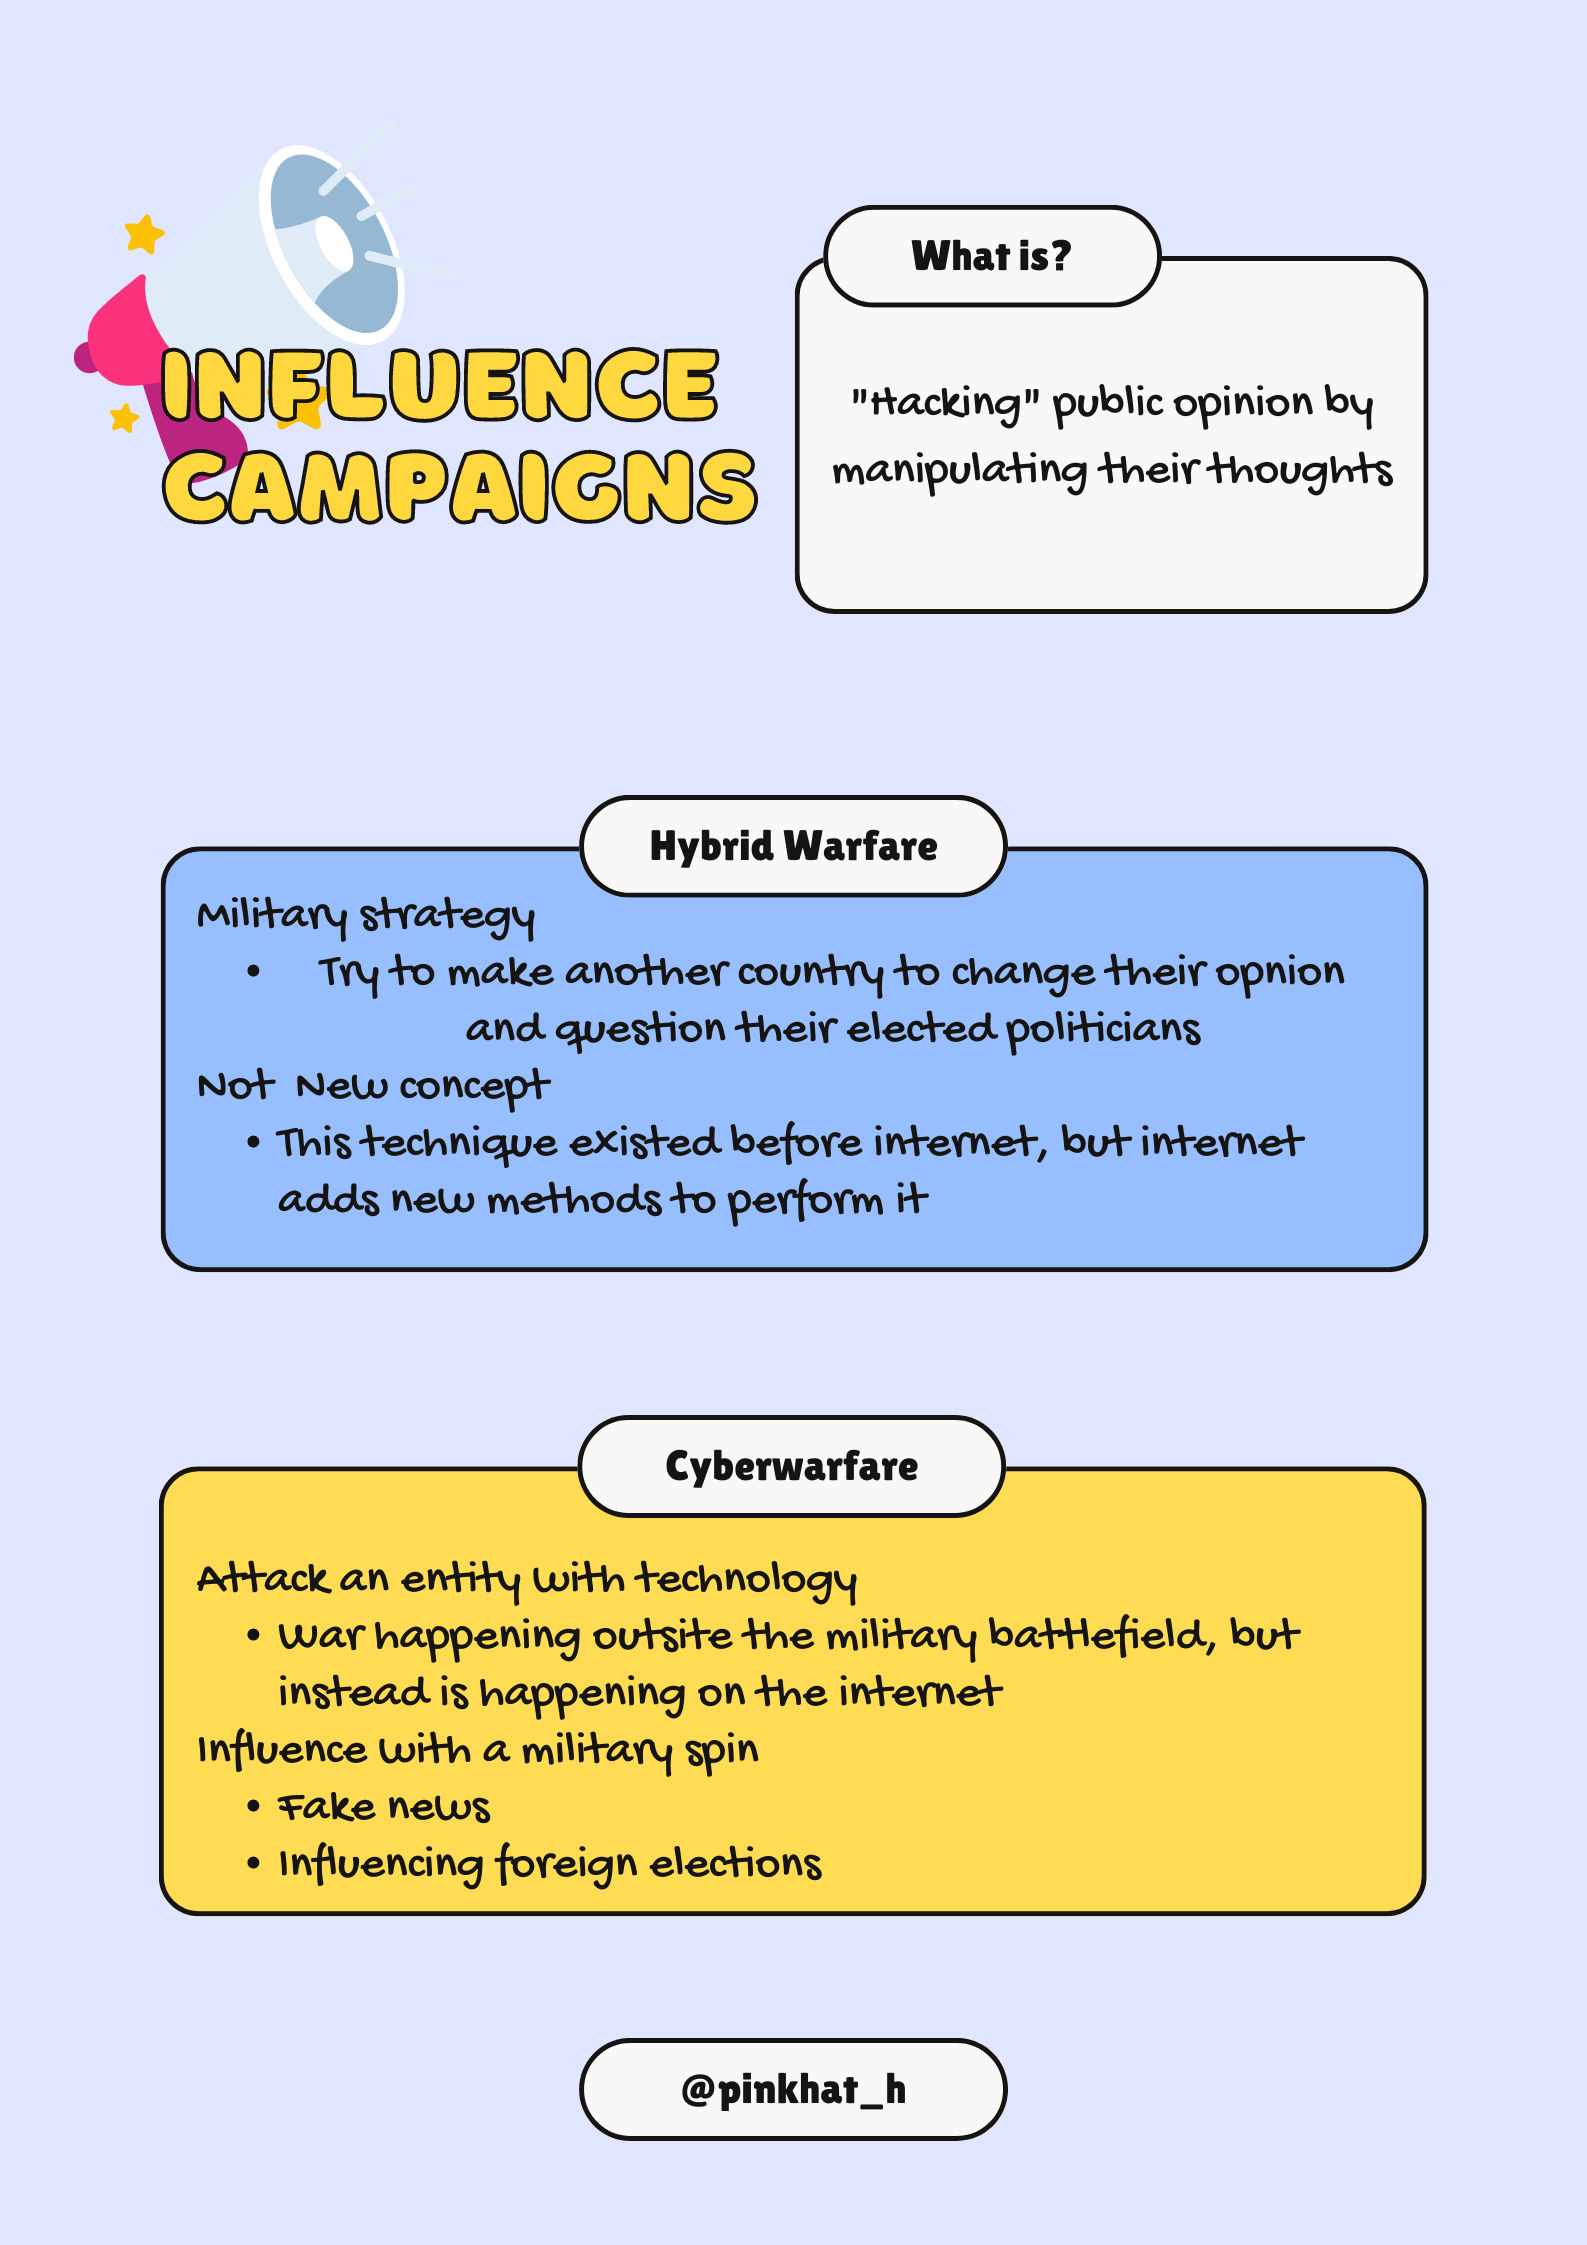 INFLUENCE
CAMPAIGNS
What is?
"Hacking" public opinion by
manipulating their thoughts
Hybrid Warfare
Military strategy
• Try to make another country to change their opnion
and question their elected politicians
Not New concept
• This technique existed before internet, but internet
adds new methods to perform it
Cyberwarfare
Attack an entity with technology
• War happening outsite the military battlefield, but
instead is happening on the internet
Influence with a military spin
• Fake news
• Influencing foreign elections
@pinkhat_h